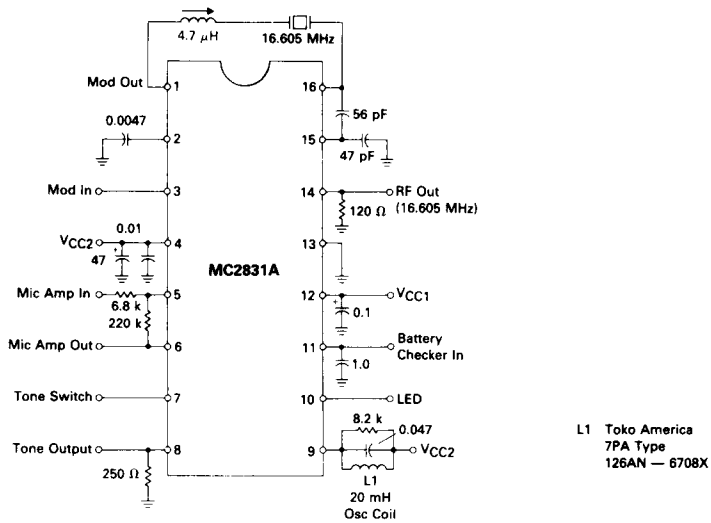 4.7 μH
16.605 MHz
Mod Out
1
16
56 pF
0.0047
2
15
47 pF
Mod in
3
14
RF Out
(16.605 MHz)
120 Ω
VCC2
0.01
47
4
13
MC2831A
Mic Amp In
6.8 k
5
12
VCC1
0.1
220 k
Mic Amp Out
6
11
Battery
Checker In
1.0
Tone Switch
7
10
LED
8.2 k
0.047
Tone Output
8
9
VCC2
250 Ω
L1
20 mH
Osc Coil
L1 Toko America
7PA Type
126AN — 6708X